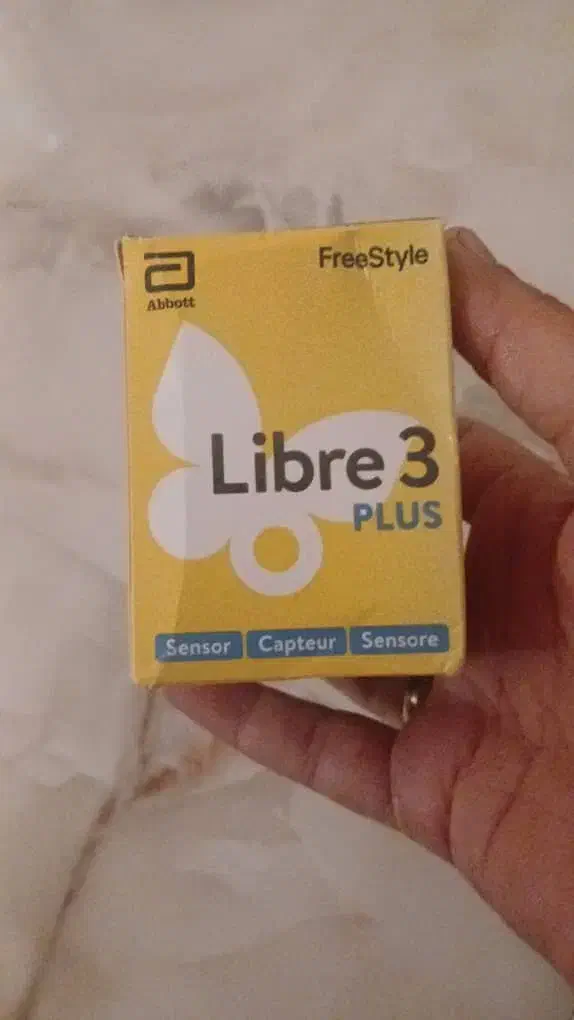 Abbott
FreeStyle
Libre 3
PLUS
Sensor Capteur Sensore